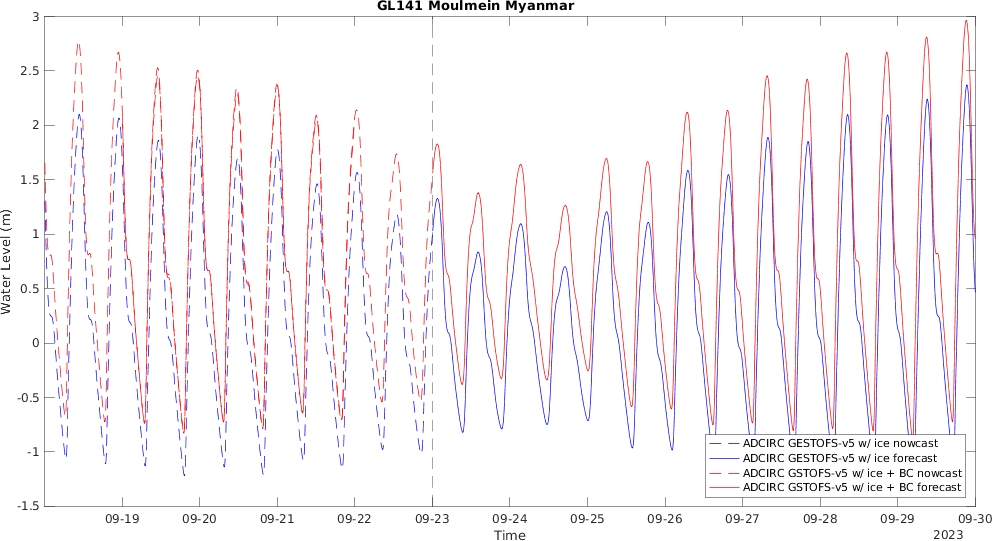 GL141 Moulmein Myanmar
3
2.5
2
1.5
1
0.5
0
-0.5
-1
-1.5
Water Level (m)
09-19 09-20 09-21 09-22 09-23 09-24 09-25 09-26 09-27 09-28 09-29 09-30
Time
2023
ADCIRC GESTOFS-v5 w/ ice nowcast
ADCIRC GESTOFS-v5 w/ ice forecast
ADCIRC GSTOFS-v5 w/ ice + BC nowcast
ADCIRC GSTOFS-v5 w/ ice + BC forecast